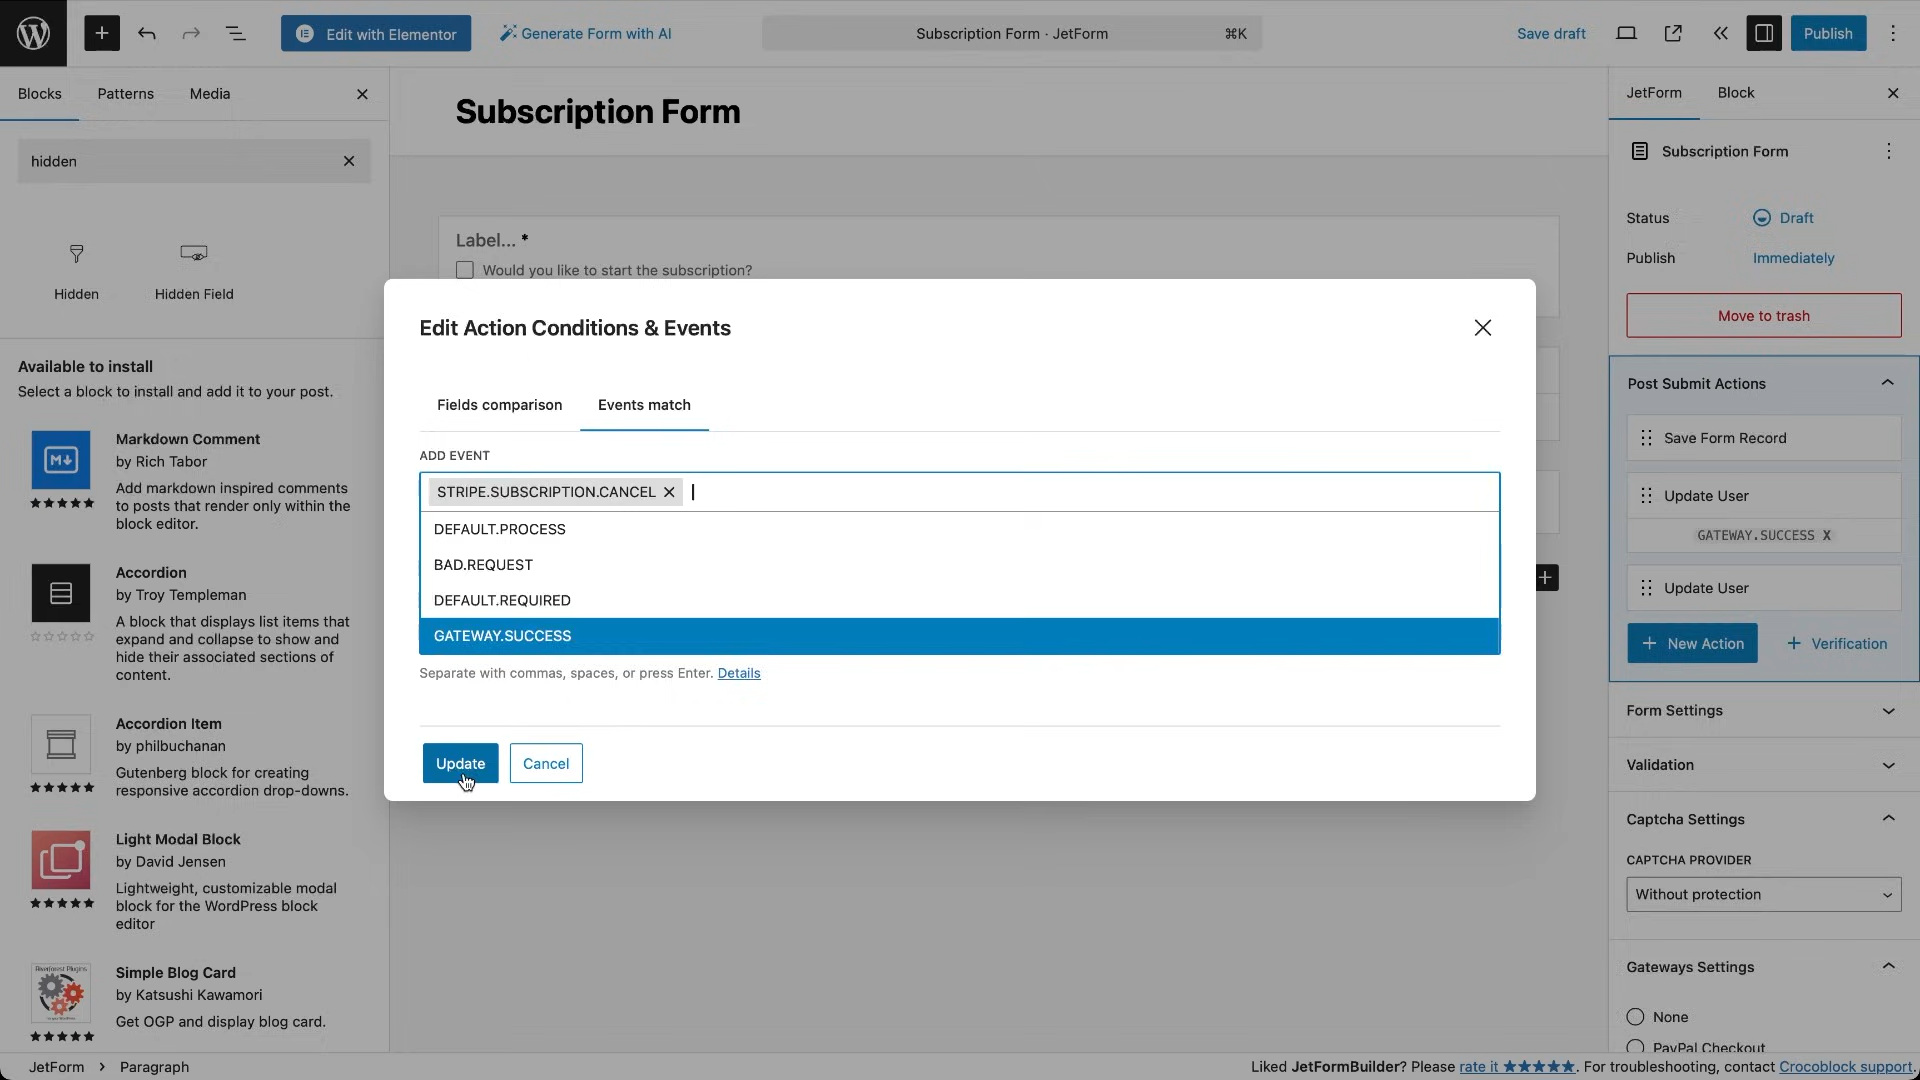 Edit with Elementor
Generate Form with AI
Subscription Form · JetForm
⌘K
Save draft
Publish
Blocks
Patterns
Media
hidden
Hidden
Hidden Field
Available to install
Select a block to install and add it to your post.
Markdown Comment
by Rich Tabor
Add markdown inspired comments
to posts that render only within the
block editor.
Accordion
by Troy Templeman
A block that displays list items that
expand and collapse to show and
hide their associated sections of
content.
Accordion Item
by philbuchanan
Gutenberg block for creating
responsive accordion drop-downs.
Light Modal Block
by David Jensen
Lightweight, customizable modal
block for the WordPress block
editor
Simple Blog Card
by Katsushi Kawamori
Get OGP and display blog card.
Subscription Form
Label... *
Would you like to start the subscription?
Edit Action Conditions & Events
Fields comparison
Events match
ADD EVENT
STRIPE.SUBSCRIPTION.CANCEL
DEFAULT.PROCESS
BAD.REQUEST
DEFAULT.REQUIRED
GATEWAY.SUCCESS
Separate with commas, spaces, or press Enter. Details
Update
Cancel
JetForm
Block
Subscription Form
Status
Draft
Publish
Immediately
Move to trash
Post Submit Actions
Save Form Record
Update User
GATEWAY.SUCCESS X
Update User
+ New Action
+ Verification
Form Settings
Validation
Captcha Settings
CAPTCHA PROVIDER
Without protection
Gateways Settings
None
PayPal Checkout
JetForm > Paragraph
Liked JetFormBuilder? Please rate it ★★★★★. For troubleshooting, contact Crocoblock support.